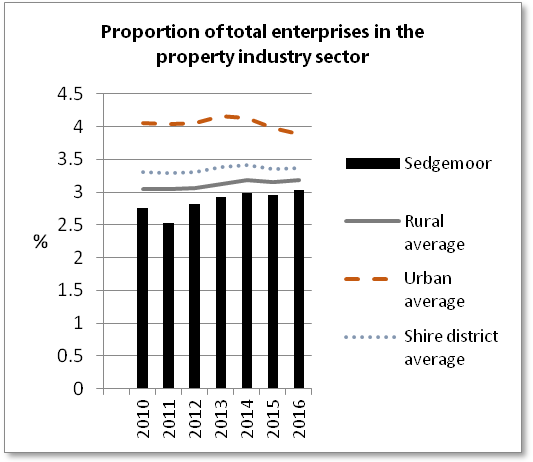 Proportion of total enterprises in the
property industry sector
4.5
4
3.5
3
2.5
2
1.5
1
0.5
0
%
2010
2011
2012
2013
2014
2015
2016
Sedgemoor
Rural
average
Urban
average
Shire district
average